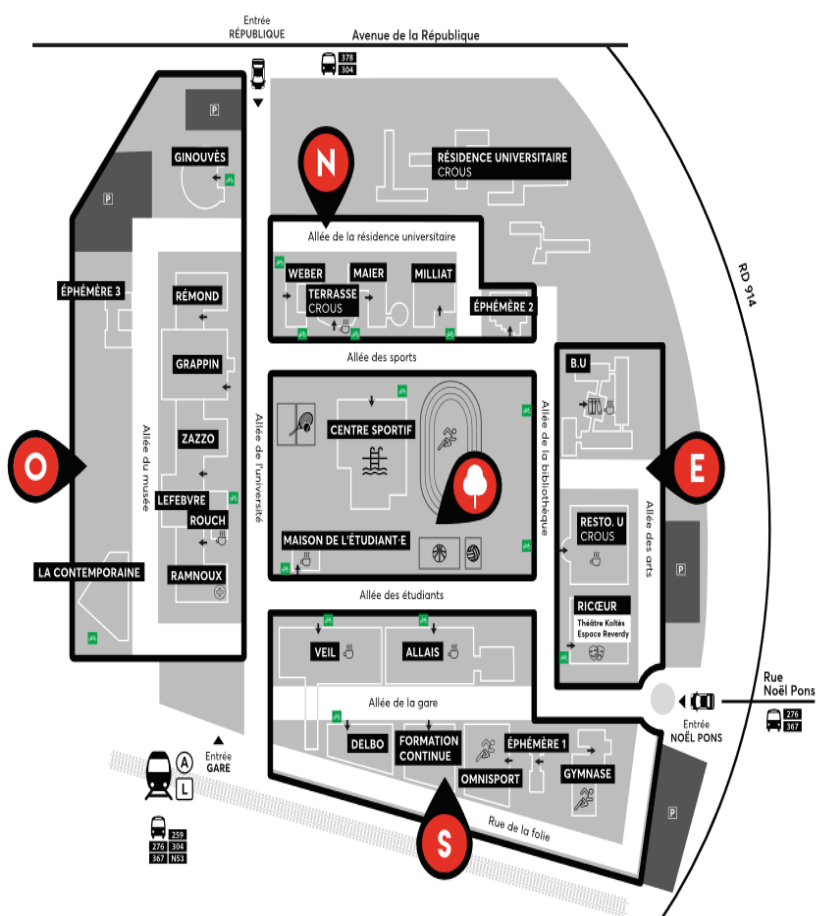 Entrée
RÉPUBLIQUE
Avenue de la République
378
304
P
GINOUVÈS
P
N
RÉSIDENCE UNIVERSITAIRE
CROUS
Allée de la résidence universitaire
RD 914
WEBER
MAIER
MILLIAT
TERRASSE
CROUS
ÉPHÉMÈRE 3
RÉMOND
ÉPHÉMÈRE 2
Allée des sports
GRAPPIN
B.U
Allée du musée
Allée de l'université
ZAZZO
CENTRE SPORTIF
Allée de la bibliothèque
O
E
LEFEBVRE
ROUCH
RESTO. U
CROUS
Allée des arts
MAISON DE L'ÉTUDIANT·E
LA CONTEMPORAINE
RAMNOUX
P
Allée des étudiants
RICŒUR
Théâtre Koltès
Espace Reverdy
VEIL
ALLAIS
Rue
Noël Pons
Allée de la gare
276
367
Entrée
NOËL PONS
DELBO
FORMATION
CONTINUE
ÉPHÉMÈRE 1
OMNISPORT
GYMNASE
Entrée
GARE
A
L
P
S
Rue de la folie
259
276 304
367 N53